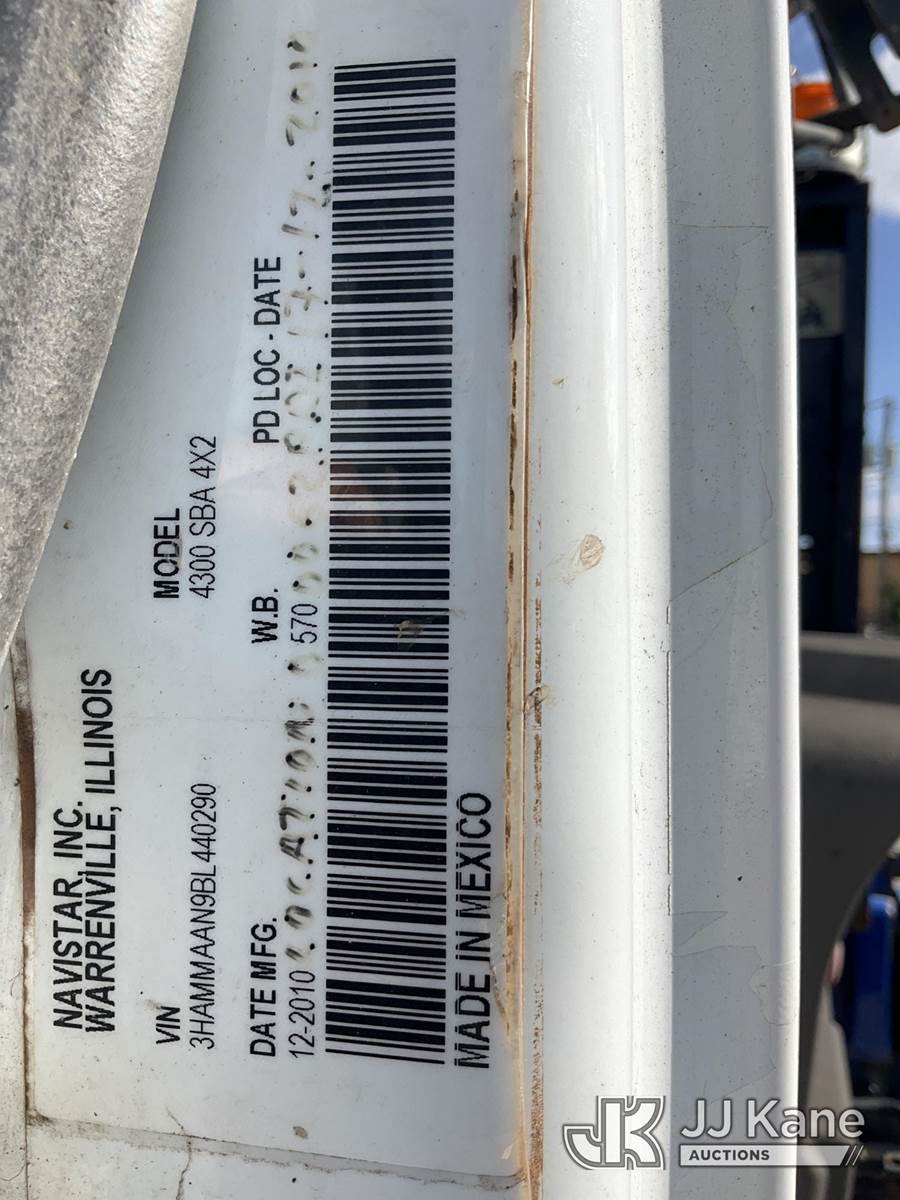 NAVISTAR, INC.
WARRENVILLE, ILLINOIS
VIN MODEL
3HAMMAAN9BL440290 4300 SBA 4X2
DATE MFG. W.B. PD LOC - DATE
12-2010 570
MADE IN MEXICO
JK JJ Kane
AUCTIONS